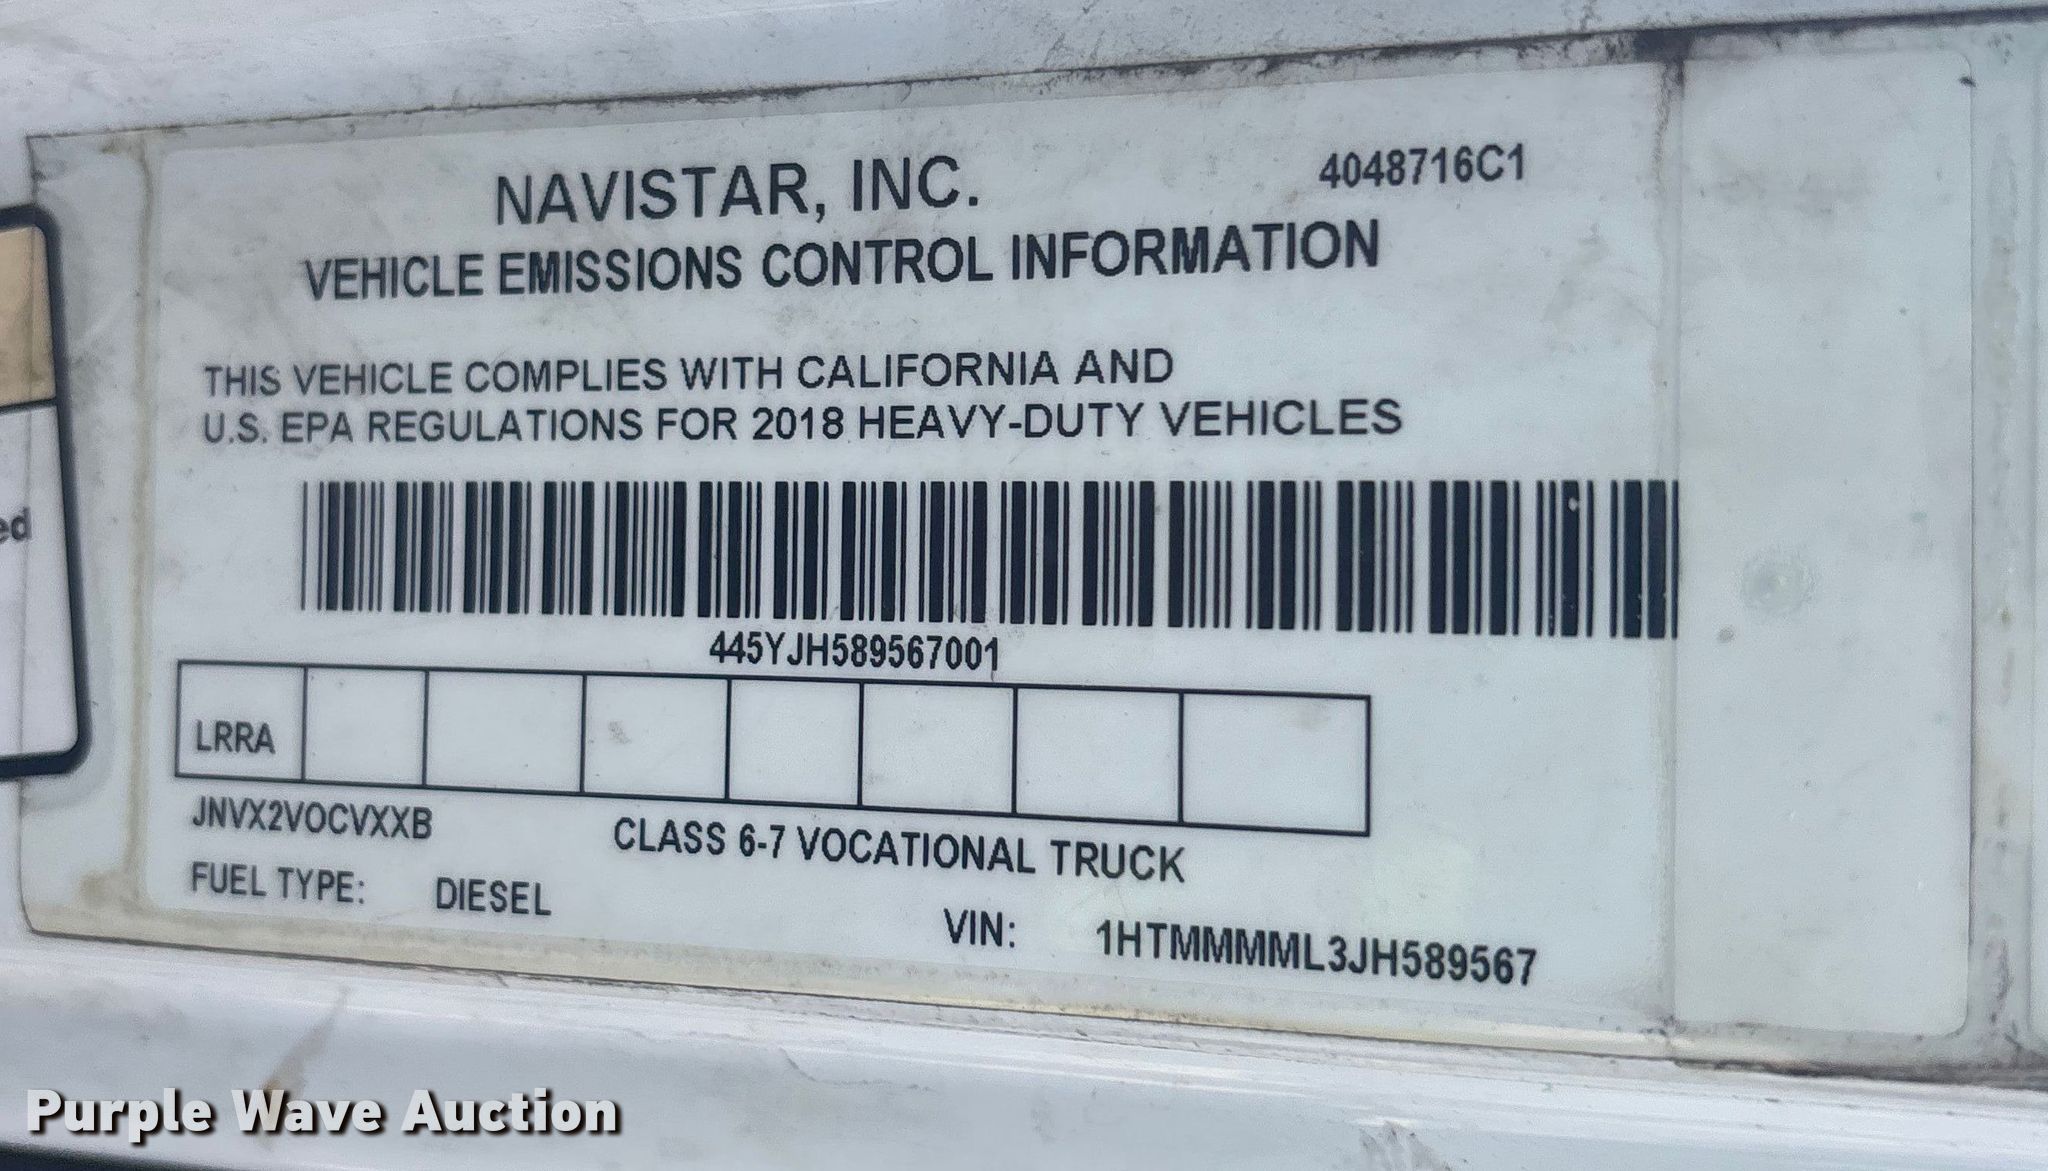 NAVISTAR, INC.
4048716C1
VEHICLE EMISSIONS CONTROL INFORMATION
THIS VEHICLE COMPLIES WITH CALIFORNIA AND
U.S. EPA REGULATIONS FOR 2018 HEAVY-DUTY VEHICLES
ed
445YJH589567001
LRRA
JNVX2VOCVXXB
CLASS 6-7 VOCATIONAL TRUCK
FUEL TYPE: DIESEL
VIN: 1HTMMMML3JH589567
Purple Wave Auction